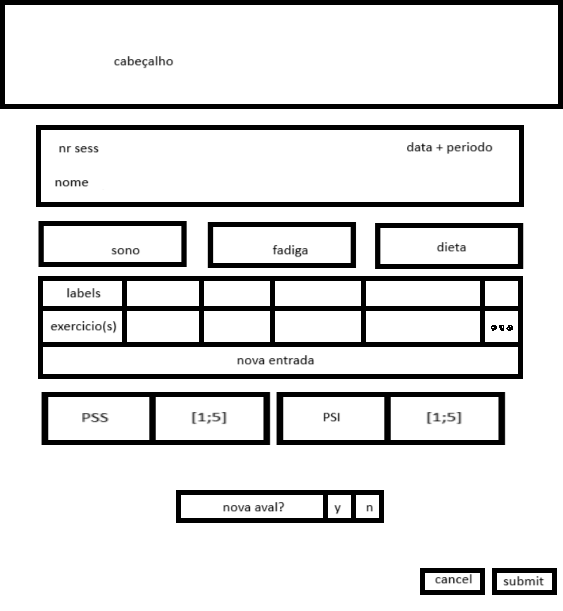 cabeçalho
nr sess data + periodo
nome
sono fadiga dieta
labels
exercicio(s) ...
nova entrada
PSS [1;5] PSI [1;5]
nova aval? y n
cancel submit